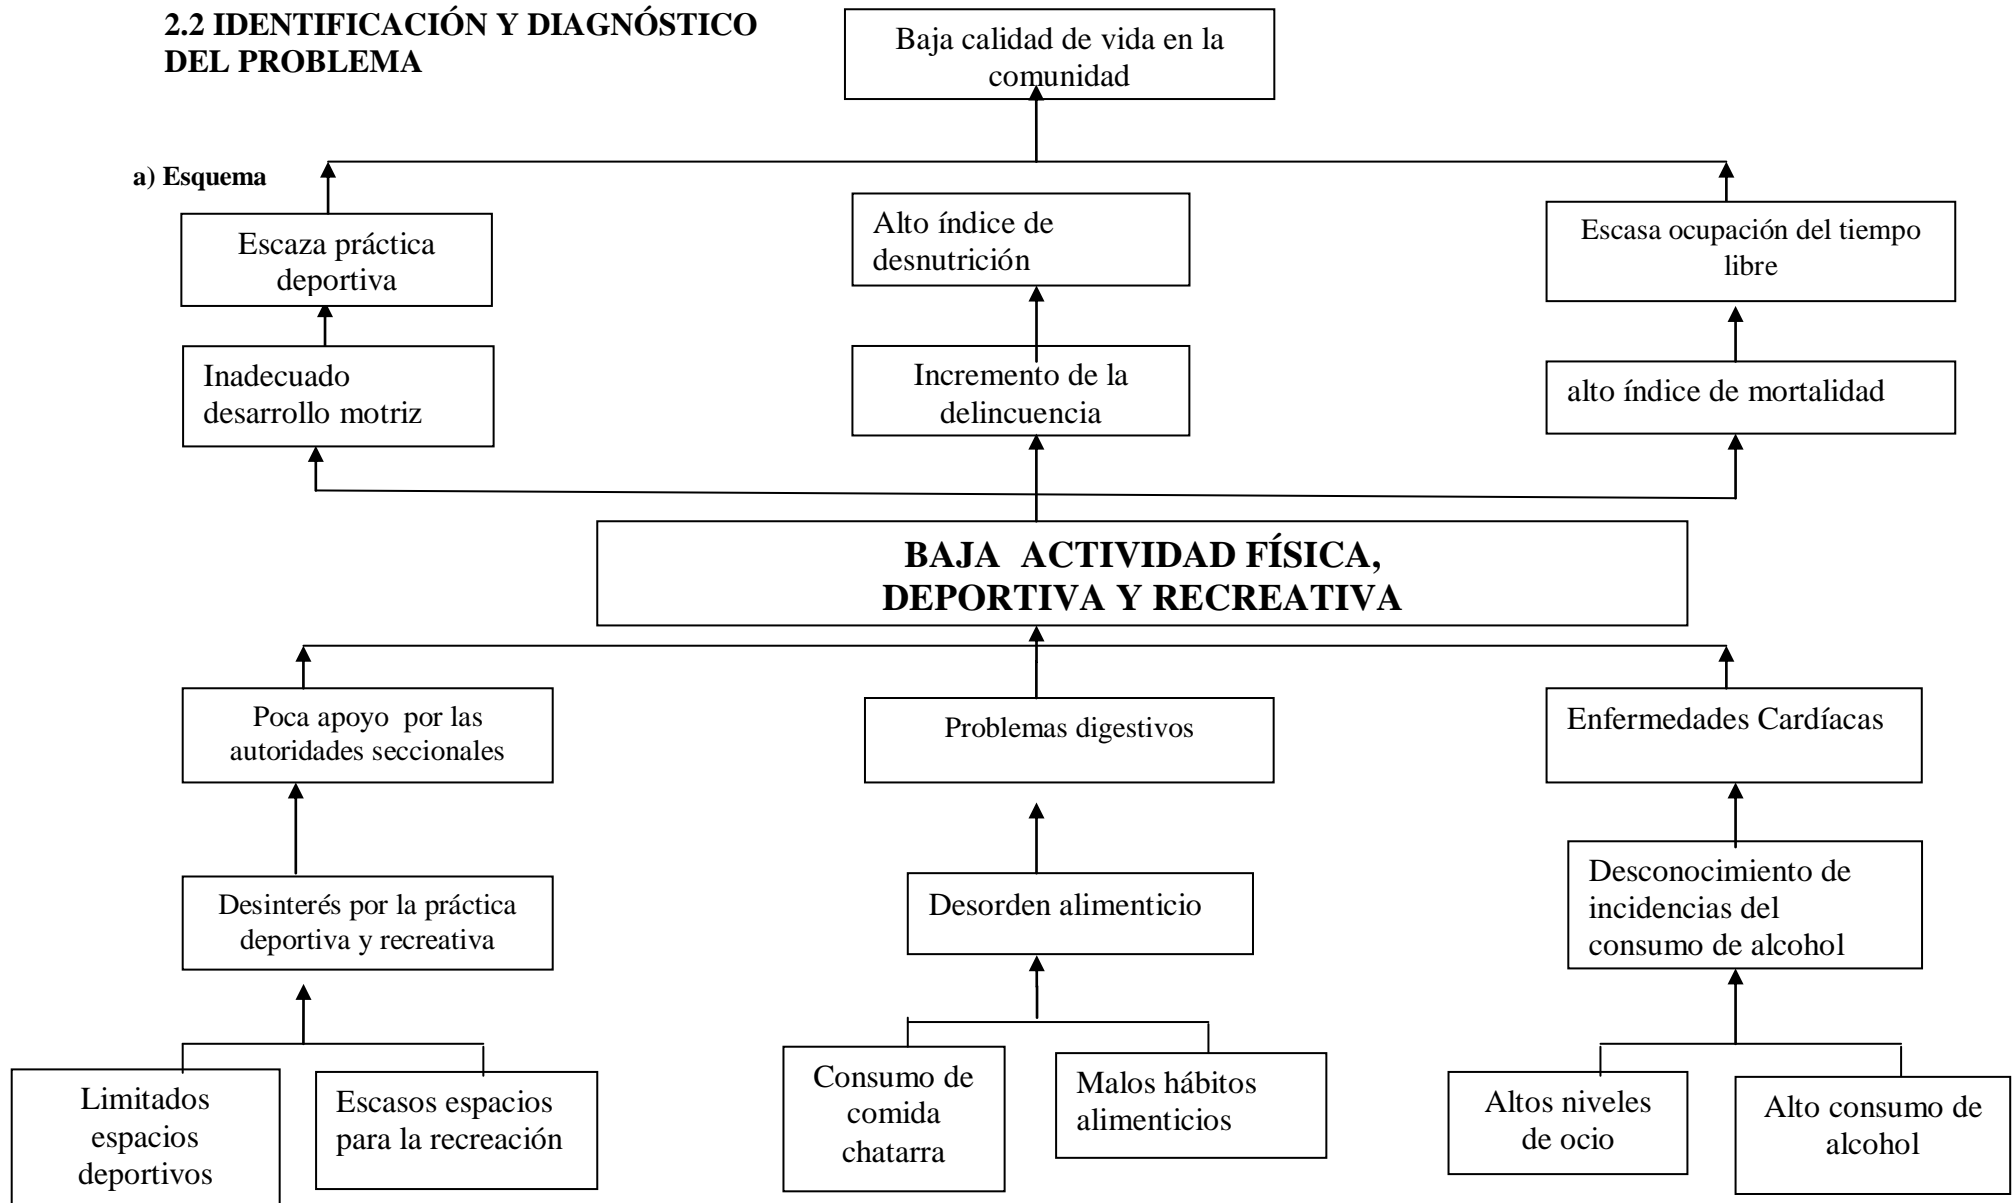 2.2 IDENTIFICACIÓN Y DIAGNÓSTICO
DEL PROBLEMA
Baja calidad de vida en la
comunidad
a) Esquema
Escaza práctica
deportiva
Alto índice de
desnutrición
Escasa ocupación del tiempo
libre
Inadecuado
desarrollo motriz
Incremento de la
delincuencia
alto índice de mortalidad
BAJA ACTIVIDAD FÍSICA,
DEPORTIVA Y RECREATIVA
Poca apoyo por las
autoridades seccionales
Problemas digestivos
Enfermedades Cardíacas
Desinterés por la práctica
deportiva y recreativa
Desorden alimenticio
Desconocimiento de
incidencias del
consumo de alcohol
Limitados
espacios
deportivos
Escasos espacios
para la recreación
Consumo de
comida
chatarra
Malos hábitos
alimenticios
Altos niveles
de ocio
Alto consumo de
alcohol